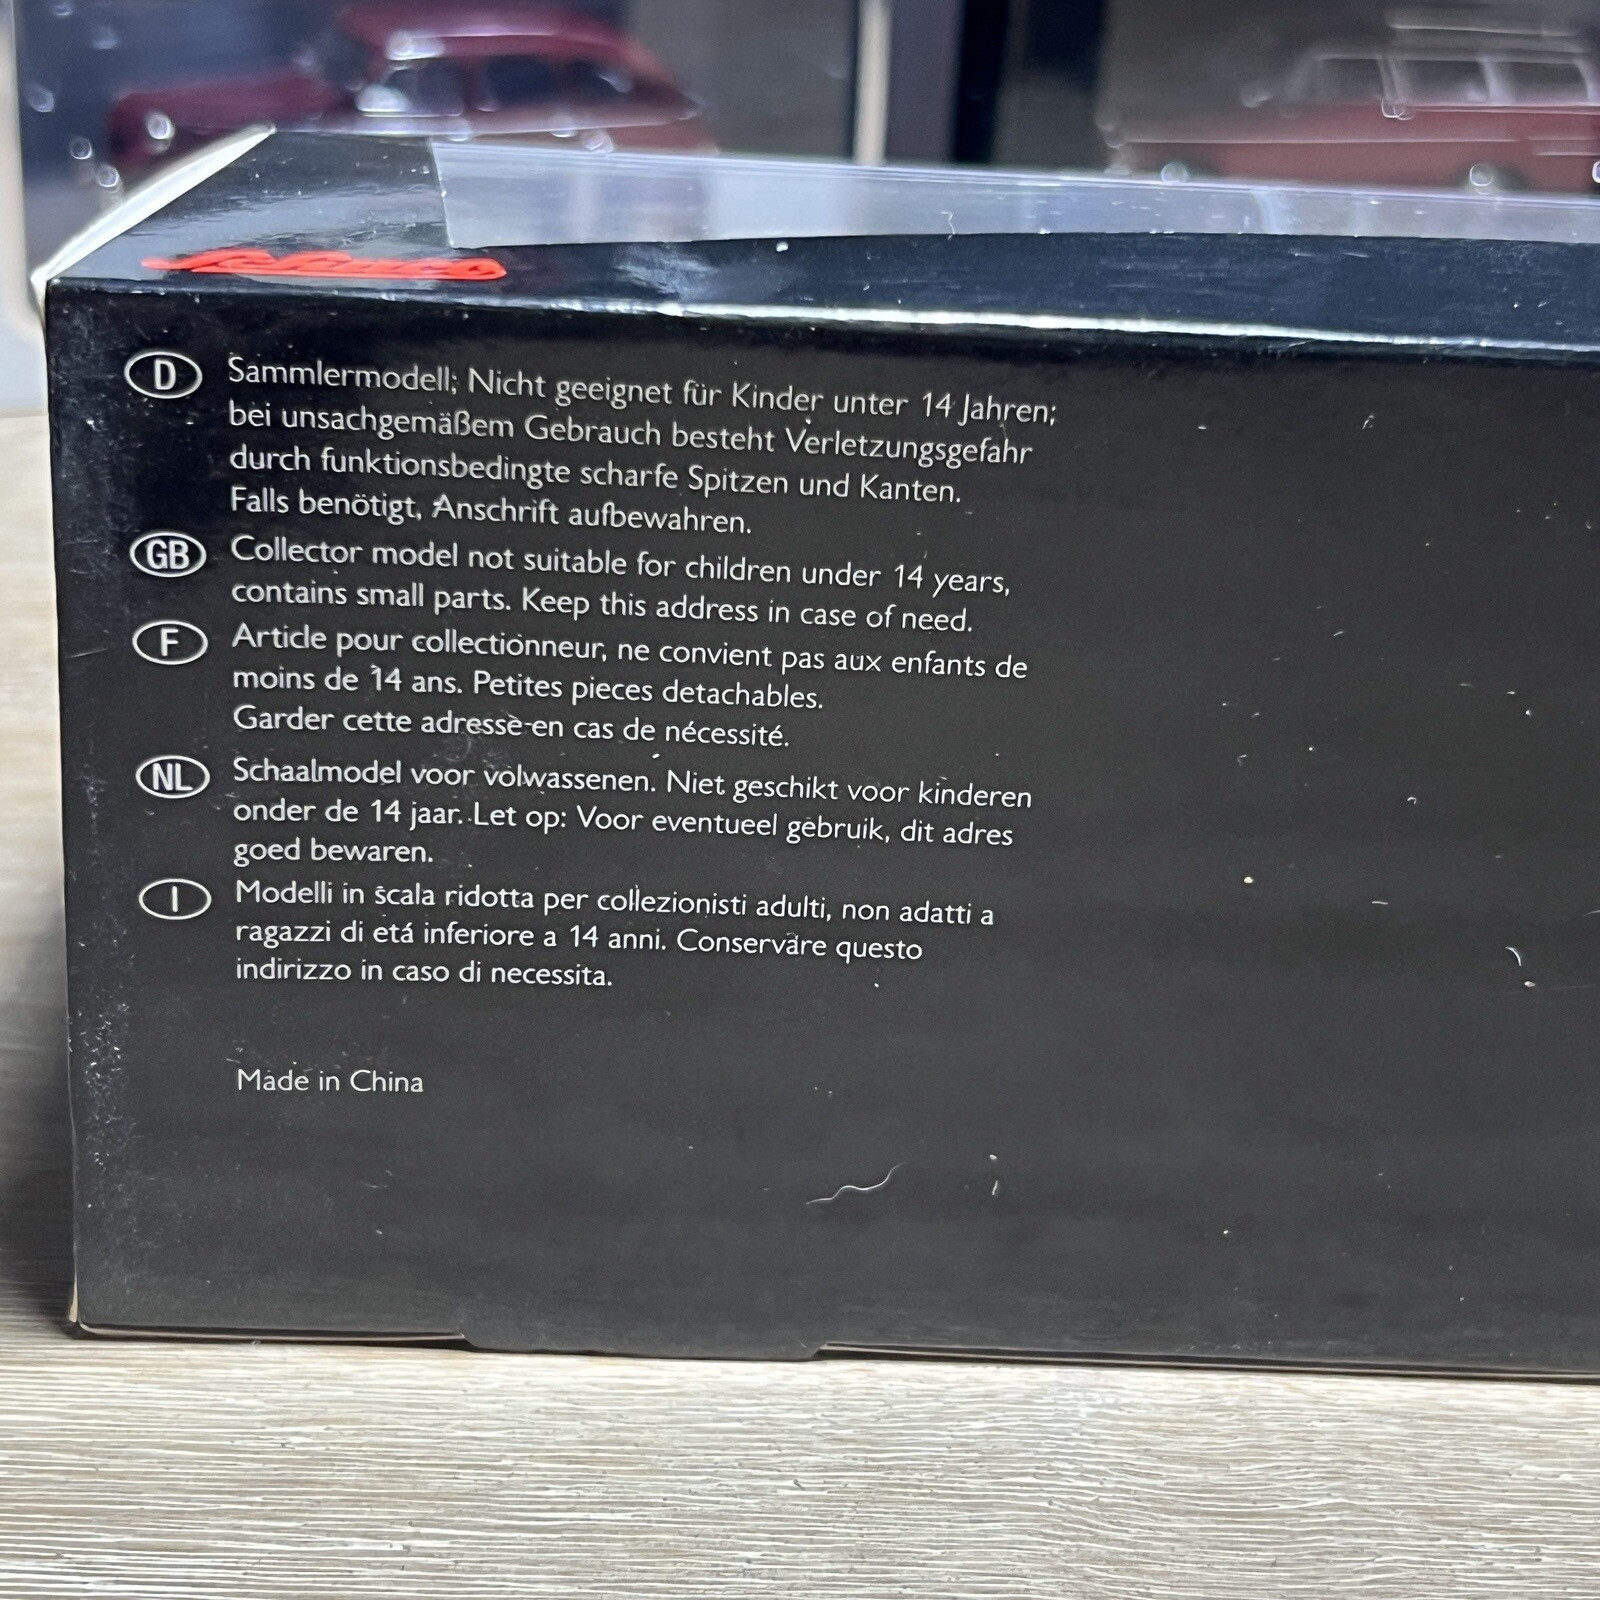 Schuco
D Sammlermodell; Nicht geeignet für Kinder unter 14 Jahren;
bei unsachgemäßem Gebrauch besteht Verletzungsgefahr
durch funktionsbedingte scharfe Spitzen und Kanten.
Falls benötigt, Anschrift aufbewahren.
GB Collector model not suitable for children under 14 years,
contains small parts. Keep this address in case of need.
F Article pour collectionneur, ne convient pas aux enfants de
moins de 14 ans. Petites pieces detachables.
Garder cette adresse en cas de nécessité.
NL Schaalmodel voor volwassenen. Niet geschikt voor kinderen
onder de 14 jaar. Let op: Voor eventueel gebruik, dit adres
goed bewaren.
I Modelli in scala ridotta per collezionisti adulti, non adatti a
ragazzi di etá inferiore a 14 anni. Conservare questo
indirizzo in caso di necessita.
Made in China